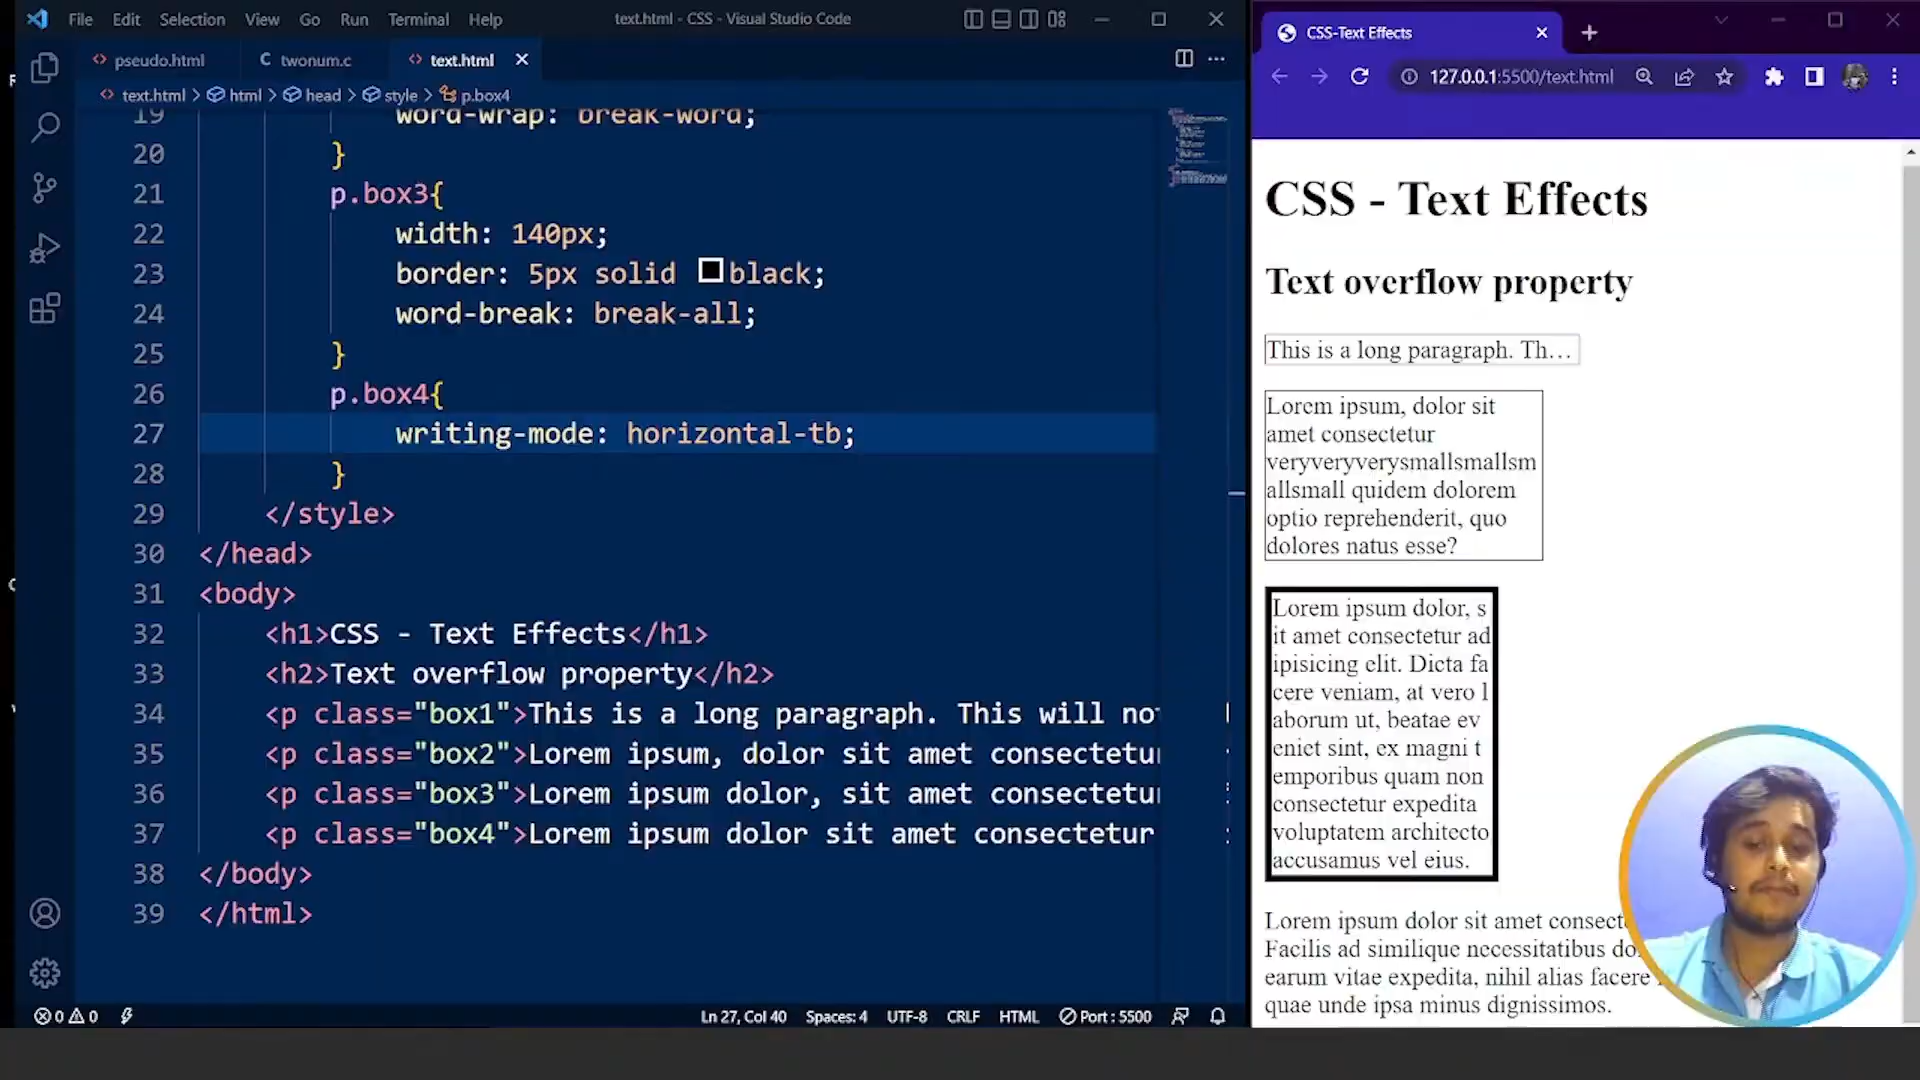 File Edit Selection View Go Run Terminal Help
text.html - CSS - Visual Studio Code
pseudo.html
C twonum.c
text.html
text.html > html > head > style > p.box4
19 word-wrap: break-word;
20 }
21 p.box3{
22 width: 140px;
23 border: 5px solid black;
24 word-break: break-all;
25 }
26 p.box4{
27 writing-mode: horizontal-tb;
28 }
29 </style>
30 </head>
31 <body>
32 <h1>CSS - Text Effects</h1>
33 <h2>Text overflow property</h2>
34 <p class="box1">This is a long paragraph. This will no
35 <p class="box2">Lorem ipsum, dolor sit amet consectetu
36 <p class="box3">Lorem ipsum dolor, sit amet consectetu
37 <p class="box4">Lorem ipsum dolor sit amet consectetur
38 </body>
39 </html>
0 0
Ln 27, Col 40 Spaces: 4 UTF-8 CRLF HTML Port : 5500
CSS-Text Effects
127.0.0.1:5500/text.html
CSS - Text Effects
Text overflow property
This is a long paragraph. Th…
Lorem ipsum, dolor sit
amet consectetur
veryveryverysmallsmallsm
allsmall quidem dolorem
optio reprehenderit, quo
dolores natus esse?
Lorem ipsum dolor, s
it amet consectetur ad
ipisicing elit. Dicta fa
cere veniam, at vero l
aborum ut, beatae ev
eniet sint, ex magni t
emporibus quam non
consectetur expedita
voluptatem architecto
accusamus vel eius.
Lorem ipsum dolor sit amet consect
Facilis ad similique necessitatibus do
earum vitae expedita, nihil alias facere
quae unde ipsa minus dignissimos.